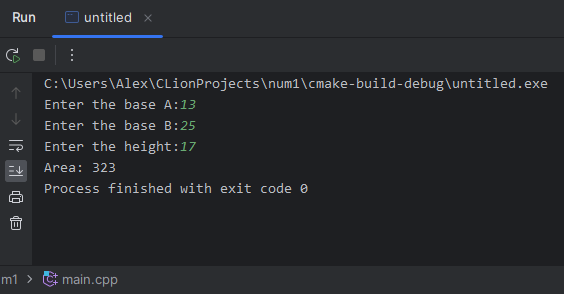 Run untitled
C:\Users\Alex\CLionProjects\num1\cmake-build-debug\untitled.exe
Enter the base A:13
Enter the base B:25
Enter the height:17
Area: 323
Process finished with exit code 0
m1 > main.cpp